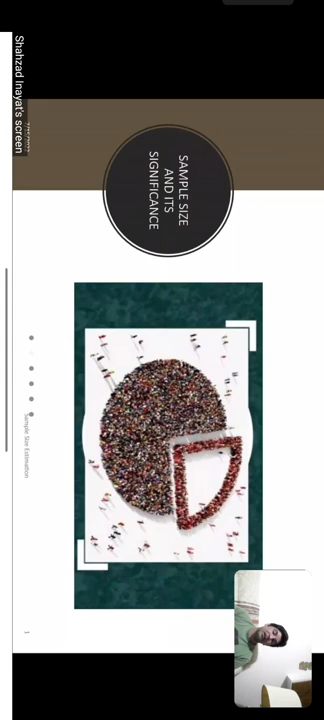 Shahzad Inayat's screen
SAMPLE SIZE
AND ITS
SIGNIFICANCE
Sample Size Estimation